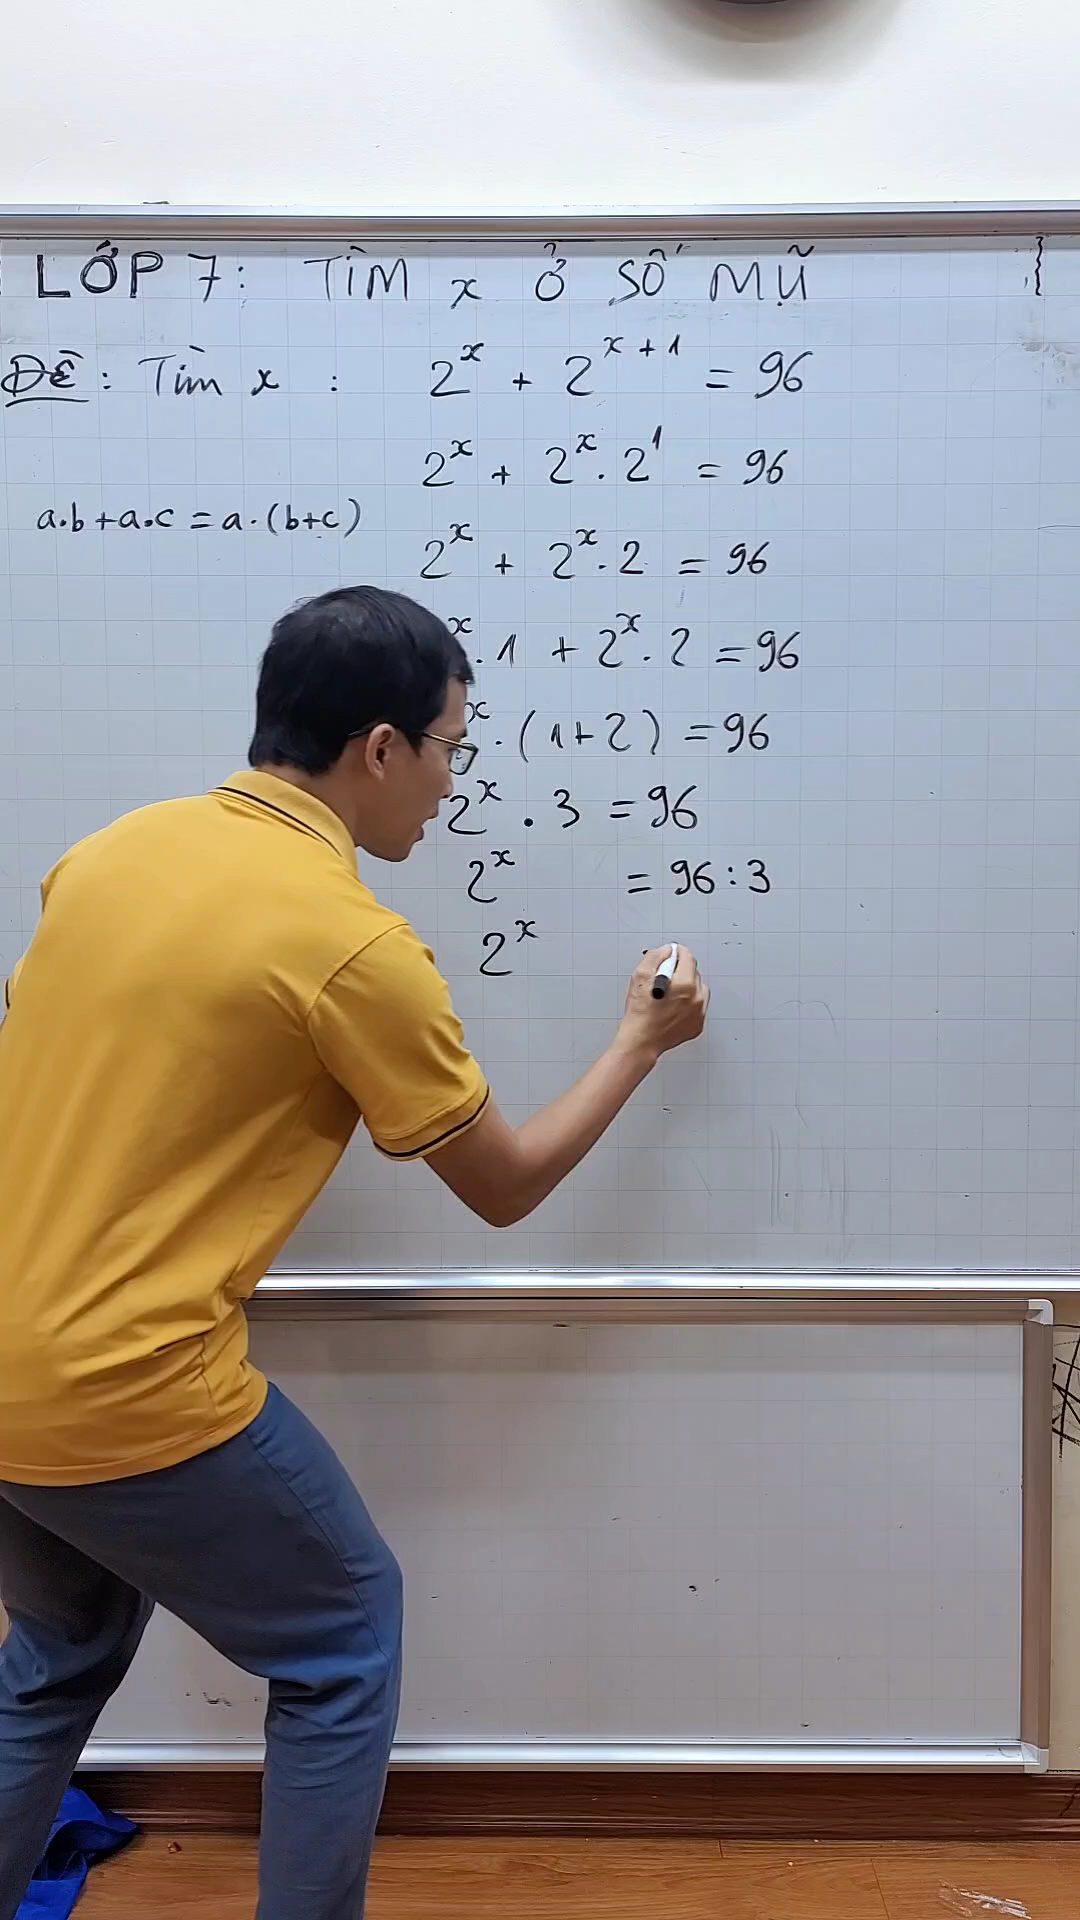 LỚP 7: TÌM x Ở SỐ MŨ
Đề: Tìm x : 2^x + 2^(x+1) = 96
2^x + 2^x . 2^1 = 96
a.b+a.c = a.(b+c)
2^x + 2^x . 2 = 96
^x . 1 + 2^x . 2 = 96
^x . (1+2) = 96
2^x . 3 = 96
2^x = 96 : 3
2^x